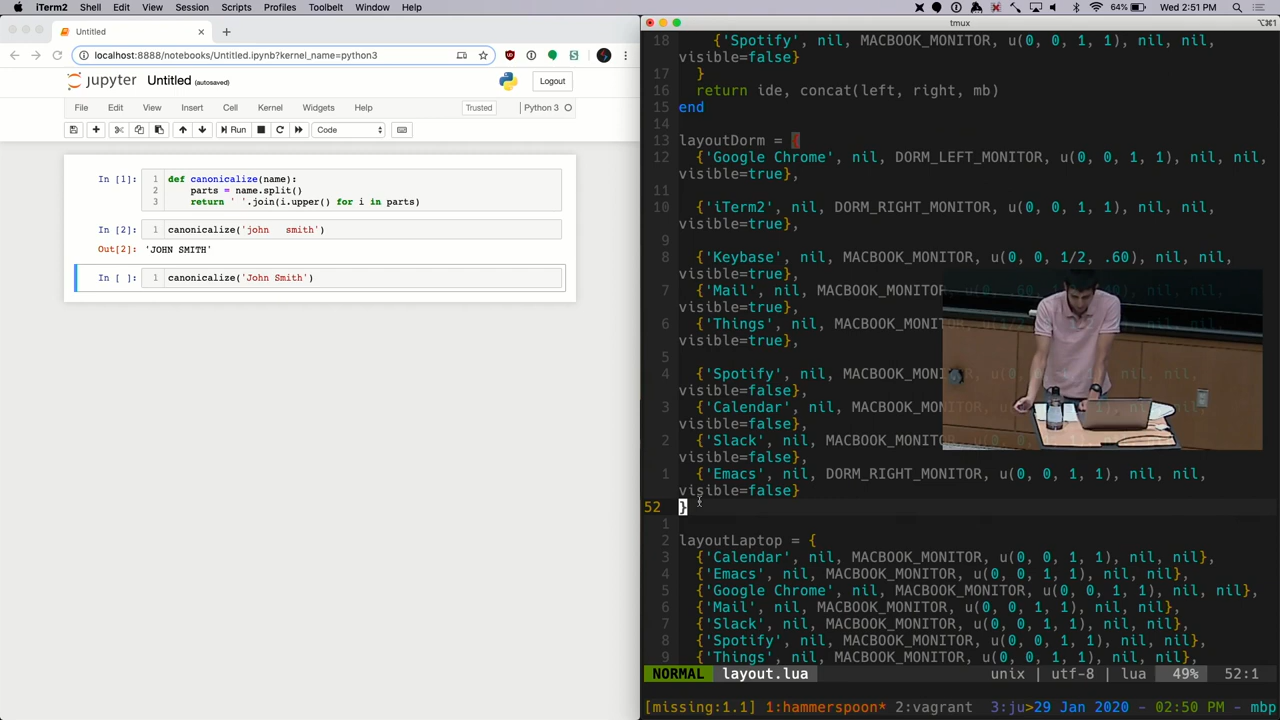 iTerm2 Shell Edit View Session Scripts Profiles Toolbelt Window Help 64% Wed 2:51 PM
Untitled
localhost:8888/notebooks/Untitled.ipynb?kernel_name=python3
jupyter Untitled (autosaved) Logout
File Edit View Insert Cell Kernel Widgets Help Trusted Python 3
Run Code
In [1]: 1 def canonicalize(name):
2 parts = name.split()
3 return ' '.join(i.upper() for i in parts)
In [2]: 1 canonicalize('john   smith')
Out[2]: 'JOHN SMITH'
In [ ]: 1 canonicalize('John Smith')
tmux ⌥⌘1
18 {'Spotify', nil, MACBOOK_MONITOR, u(0, 0, 1, 1), nil, nil,
visible=false}
17 }
16 return ide, concat(left, right, mb)
15 end
14
13 layoutDorm = {
12 {'Google Chrome', nil, DORM_LEFT_MONITOR, u(0, 0, 1, 1), nil, nil,
visible=true},
11
10 {'iTerm2', nil, DORM_RIGHT_MONITOR, u(0, 0, 1, 1), nil, nil,
visible=true},
9
8 {'Keybase', nil, MACBOOK_MONITOR, u(0, 0, 1/2, .60), nil, nil,
visible=true},
7 {'Mail', nil, MACBOOK_MONITOR,
visible=true},
6 {'Things', nil, MACBOOK_MONIT
visible=true},
5
4 {'Spotify', nil, MACBOOK_MONI u(0, 0, 1, 1), nil, nil,
visible=false},
3 {'Calendar', nil, MACBOOK_MON
visible=false},
2 {'Slack', nil, MACBOOK_MONITO
visible=false},
1 {'Emacs', nil, DORM_RIGHT_MONITOR, u(0, 0, 1, 1), nil, nil,
visible=false}
52 }
1
2 layoutLaptop = {
3 {'Calendar', nil, MACBOOK_MONITOR, u(0, 0, 1, 1), nil, nil},
4 {'Emacs', nil, MACBOOK_MONITOR, u(0, 0, 1, 1), nil, nil},
5 {'Google Chrome', nil, MACBOOK_MONITOR, u(0, 0, 1, 1), nil, nil},
6 {'Mail', nil, MACBOOK_MONITOR, u(0, 0, 1, 1), nil, nil},
7 {'Slack', nil, MACBOOK_MONITOR, u(0, 0, 1, 1), nil, nil},
8 {'Spotify', nil, MACBOOK_MONITOR, u(0, 0, 1, 1), nil, nil},
9 {'Things', nil, MACBOOK_MONITOR, u(0, 0, 1, 1), nil, nil},
NORMAL layout.lua unix | utf-8 | lua 49% 52:1
[missing:1.1] 1:hammerspoon* 2:vagrant 3:ju>29 Jan 2020 - 02:50 PM - mbp